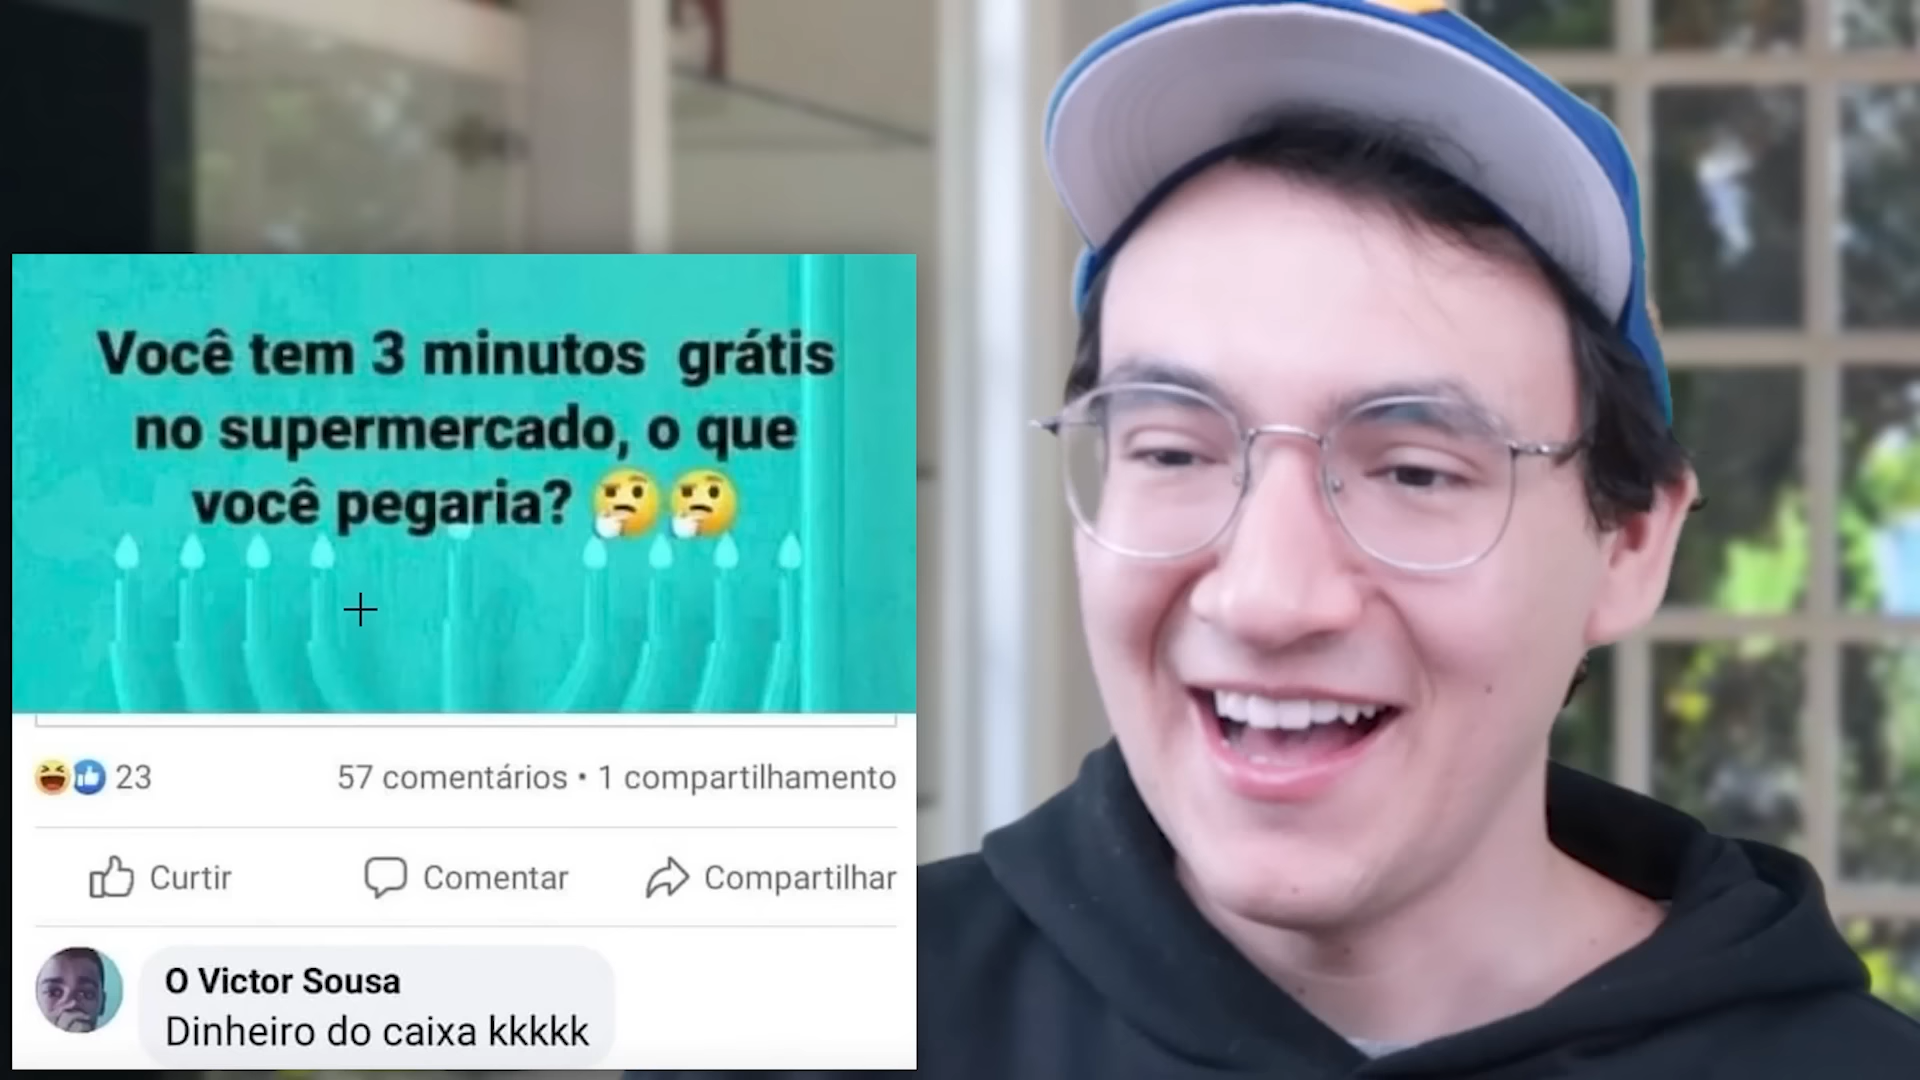 Você tem 3 minutos grátis
no supermercado, o que
você pegaria? 🤔🤔
23
57 comentários • 1 compartilhamento
Curtir
Comentar
Compartilhar
O Victor Sousa
Dinheiro do caixa kkkkk